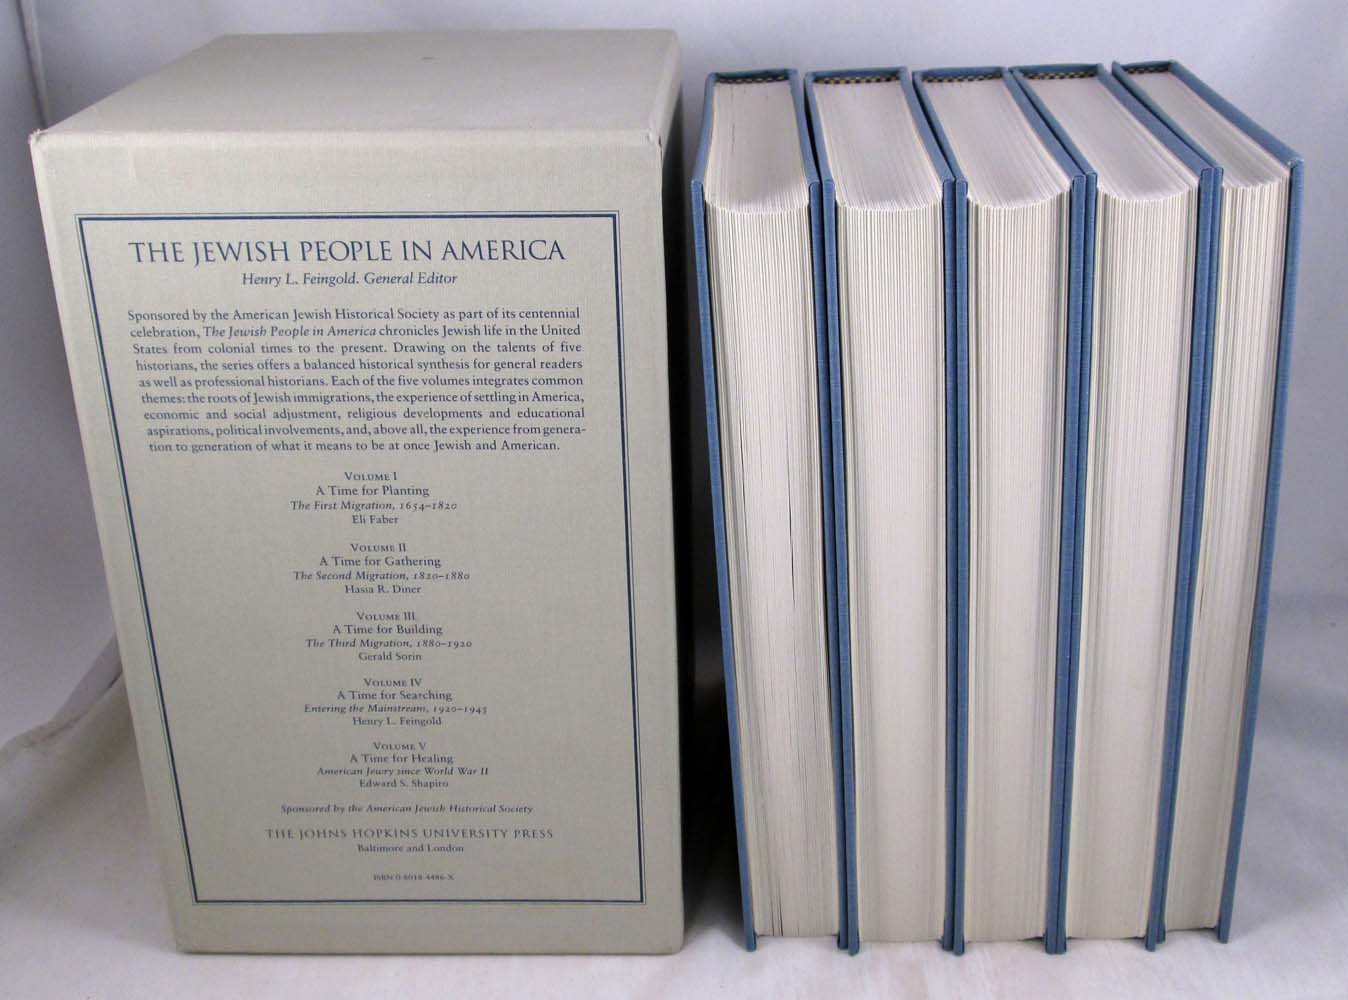 THE JEWISH PEOPLE IN AMERICA
Henry L. Feingold. General Editor
Sponsored by the American Jewish Historical Society as part of its centennial
celebration, The Jewish People in America chronicles Jewish life in the United
States from colonial times to the present. Drawing on the talents of five
historians, the series offers a balanced historical synthesis for general readers
as well as professional historians. Each of the five volumes integrates common
themes: the roots of Jewish immigrations, the experience of settling in America,
economic and social adjustment, religious developments and educational
aspirations, political involvements, and, above all, the experience from genera-
tion to generation of what it means to be at once Jewish and American.
VOLUME I
A Time for Planting
The First Migration, 1654–1820
Eli Faber
VOLUME II
A Time for Gathering
The Second Migration, 1820–1880
Hasia R. Diner
VOLUME III
A Time for Building
The Third Migration, 1880–1920
Gerald Sorin
VOLUME IV
A Time for Searching
Entering the Mainstream, 1920–1945
Henry L. Feingold
VOLUME V
A Time for Healing
American Jewry since World War II
Edward S. Shapiro
Sponsored by the American Jewish Historical Society
THE JOHNS HOPKINS UNIVERSITY PRESS
Baltimore and London
ISBN 0-8018-4486-X